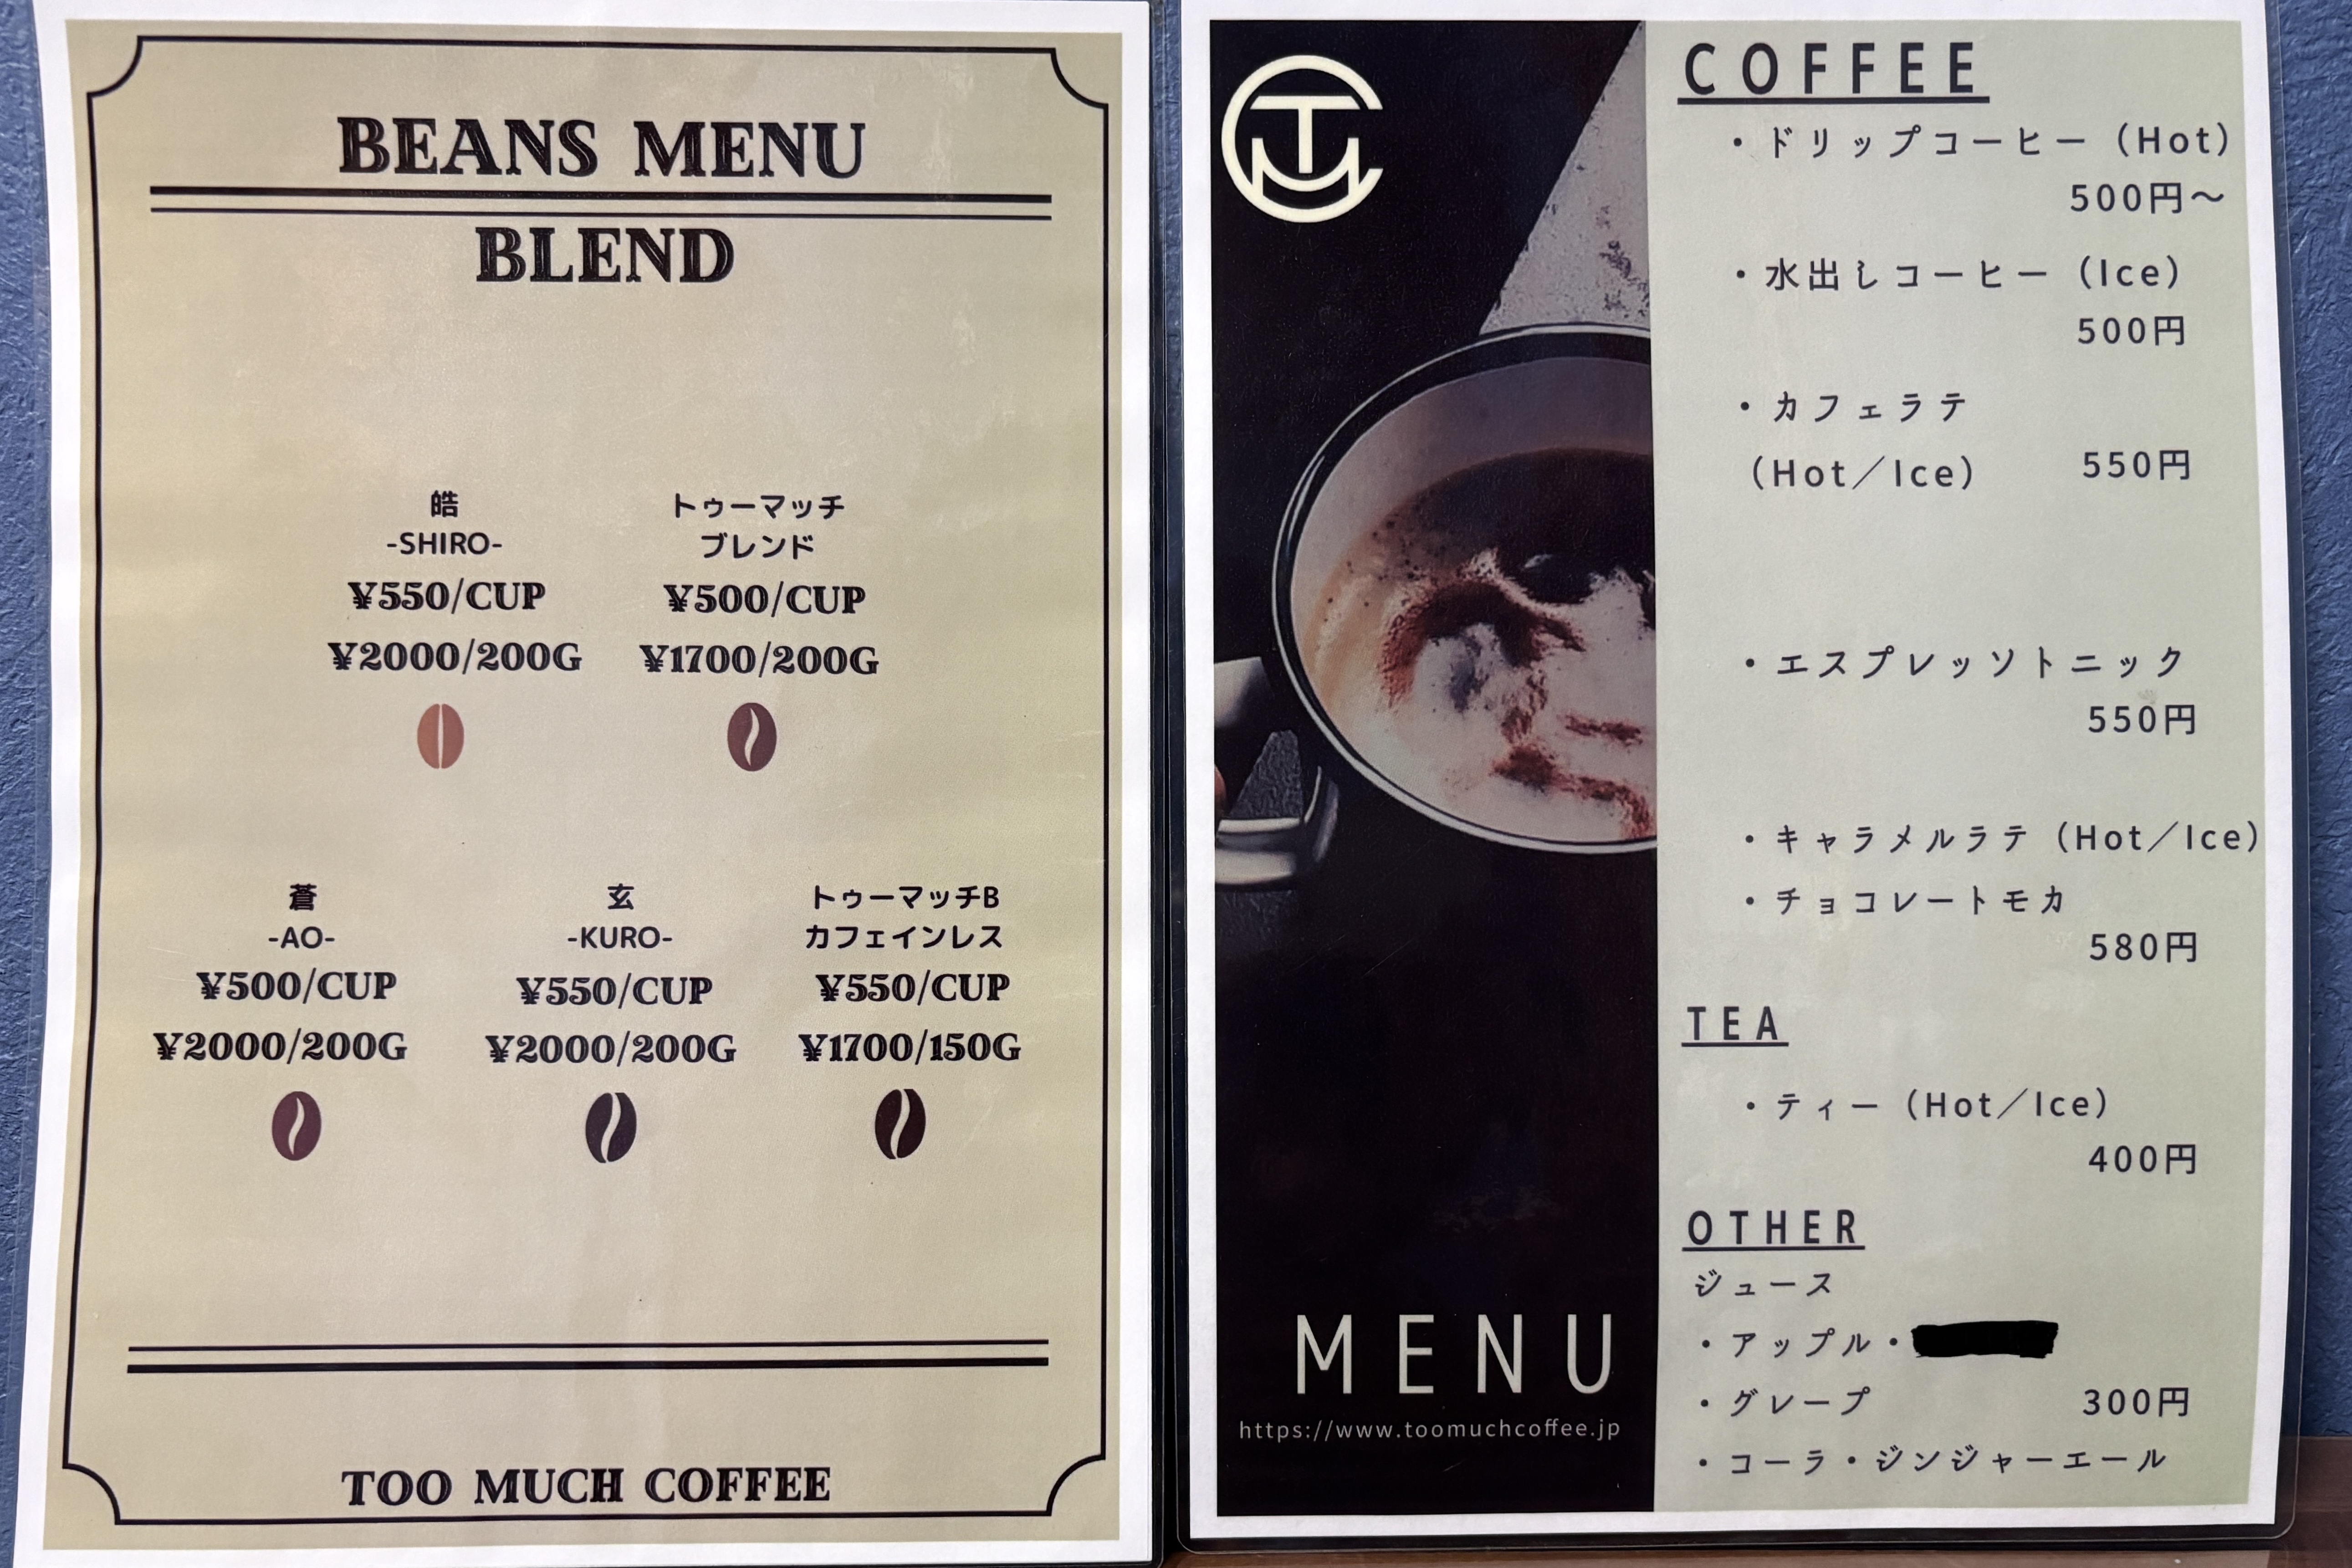 BEANS MENU
BLEND
皓
-SHIRO-
¥550/CUP
¥2000/200G
トゥーマッチ
ブレンド
¥500/CUP
¥1700/200G
蒼
-AO-
¥500/CUP
¥2000/200G
玄
-KURO-
¥550/CUP
¥2000/200G
トゥーマッチB
カフェインレス
¥550/CUP
¥1700/150G
TOO MUCH COFFEE
MENU
https://www.toomuchcoffee.jp
COFFEE
・ドリップコーヒー（Hot）
500円～
・水出しコーヒー（Ice）
500円
・カフェラテ
（Hot／Ice） 550円
・エスプレッソトニック
550円
・キャラメルラテ（Hot／Ice）
・チョコレートモカ
580円
TEA
・ティー（Hot／Ice）
400円
OTHER
ジュース
・アップル・
・グレープ 300円
・コーラ・ジンジャーエール